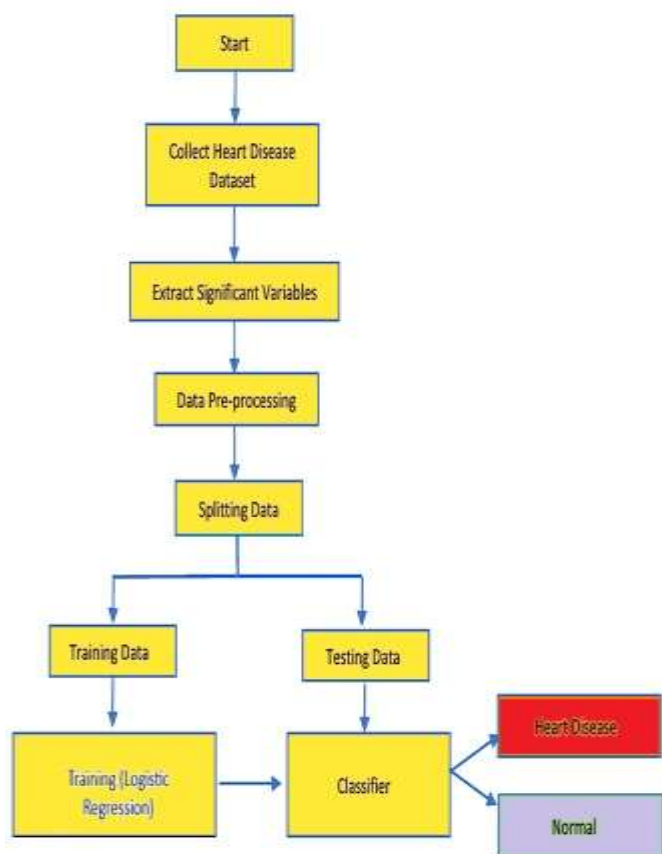 Start
Collect Heart Disease
Dataset
Extract Significant Variables
Data Pre-processing
Splitting Data
Training Data
Testing Data
Training (Logistic
Regression)
Classifier
Heart Disease
Normal